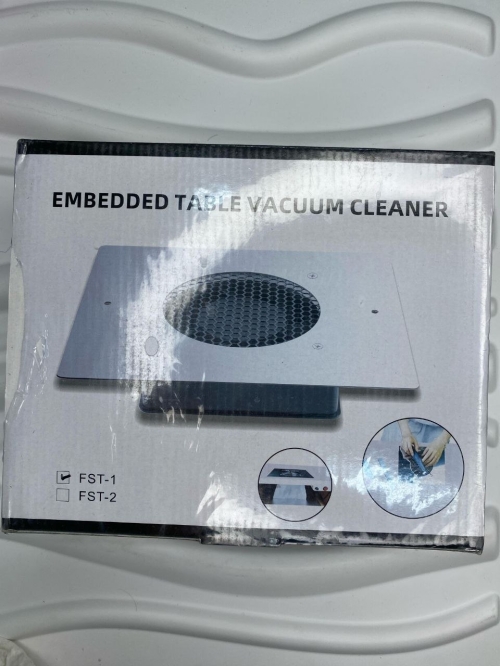 EMBEDDED TABLE VACUUM CLEANER
FST-1
FST-2